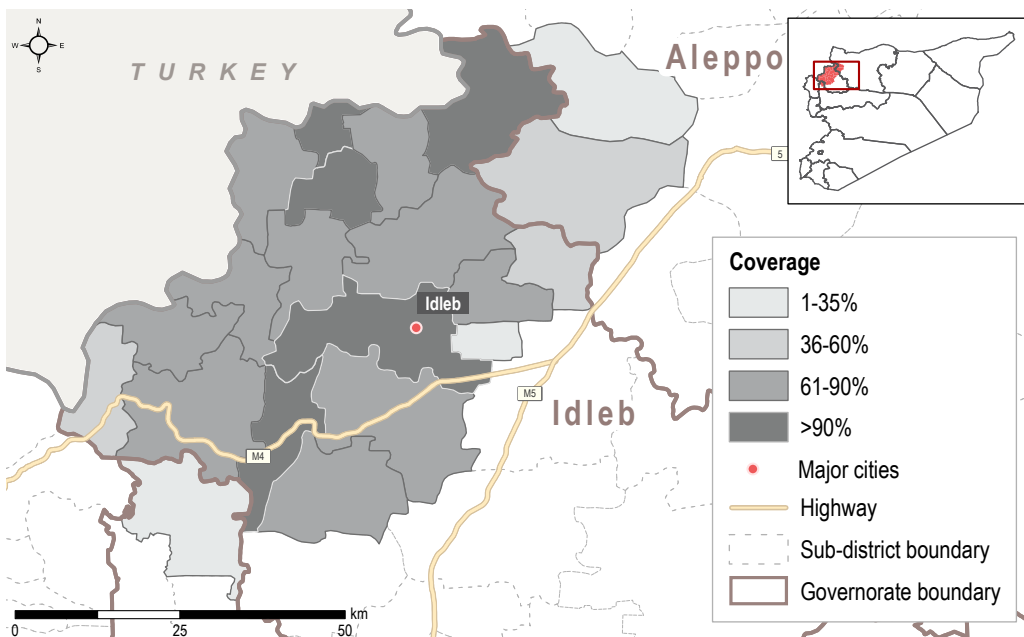 N
W E
S
TURKEY
Aleppo
5
Idleb
M5
Idleb
M4
Coverage
1-35%
36-60%
61-90%
>90%
Major cities
Highway
Sub-district boundary
Governorate boundary
km
0 25 50